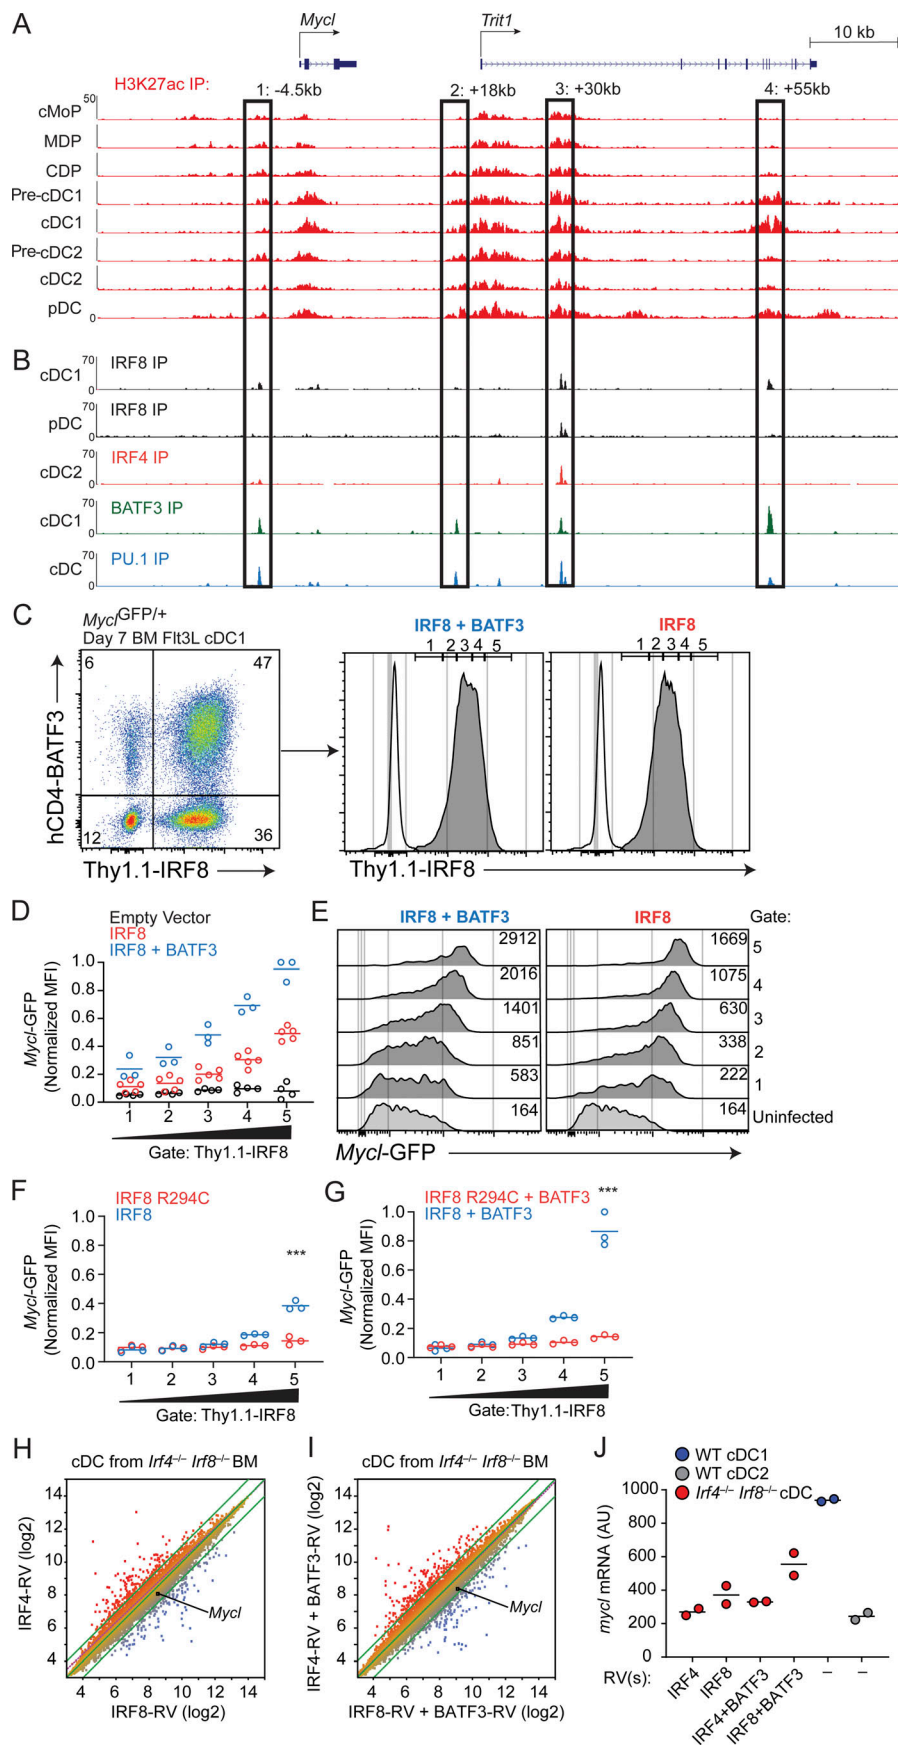 A
Mycl
Trit1
10 kb
H3K27ac IP:
1: -4.5kb
2: +18kb
3: +30kb
4: +55kb
50
cMoP
MDP
CDP
Pre-cDC1
cDC1
Pre-cDC2
cDC2
pDC
0
B
70
cDC1
0
IRF8 IP
70
pDC
0
IRF8 IP
70
cDC2
0
IRF4 IP
70
cDC1
0
BATF3 IP
70
cDC
0
PU.1 IP
C
Mycl^GFP/+
Day 7 BM Flt3L cDC1
6
47
12
36
hCD4-BATF3
Thy1.1-IRF8
IRF8 + BATF3
1 2 3 4 5
IRF8
1 2 3 4 5
Thy1.1-IRF8
D
Empty Vector
IRF8
IRF8 + BATF3
Mycl-GFP
(Normalized MFI)
1.0
0.8
0.6
0.4
0.2
0.0
1 2 3 4 5
Gate: Thy1.1-IRF8
E
IRF8 + BATF3
IRF8
Gate:
2912
1669
5
2016
1075
4
1401
630
3
851
338
2
583
222
1
164
164
Uninfected
Mycl-GFP
F
IRF8 R294C
IRF8
Mycl-GFP
(Normalized MFI)
1.0
0.8
0.6
0.4
0.2
0.0
***
1 2 3 4 5
Gate: Thy1.1-IRF8
G
IRF8 R294C + BATF3
IRF8 + BATF3
Mycl-GFP
(Normalized MFI)
1.0
0.8
0.6
0.4
0.2
0.0
***
1 2 3 4 5
Gate: Thy1.1-IRF8
H
cDC from Irf4–/– Irf8–/– BM
IRF4-RV (log2)
14
12
10
8
6
4
Mycl
4 6 8 10 12 14
IRF8-RV (log2)
I
cDC from Irf4–/– Irf8–/– BM
IRF4-RV + BATF3-RV (log2)
14
12
10
8
6
4
Mycl
4 6 8 10 12 14
IRF8-RV + BATF3-RV (log2)
J
WT cDC1
WT cDC2
Irf4–/– Irf8–/– cDC
mycl mRNA (AU)
1000
800
600
400
200
0
RV(s):
IRF4
IRF8
IRF4+BATF3
IRF8+BATF3
–
–